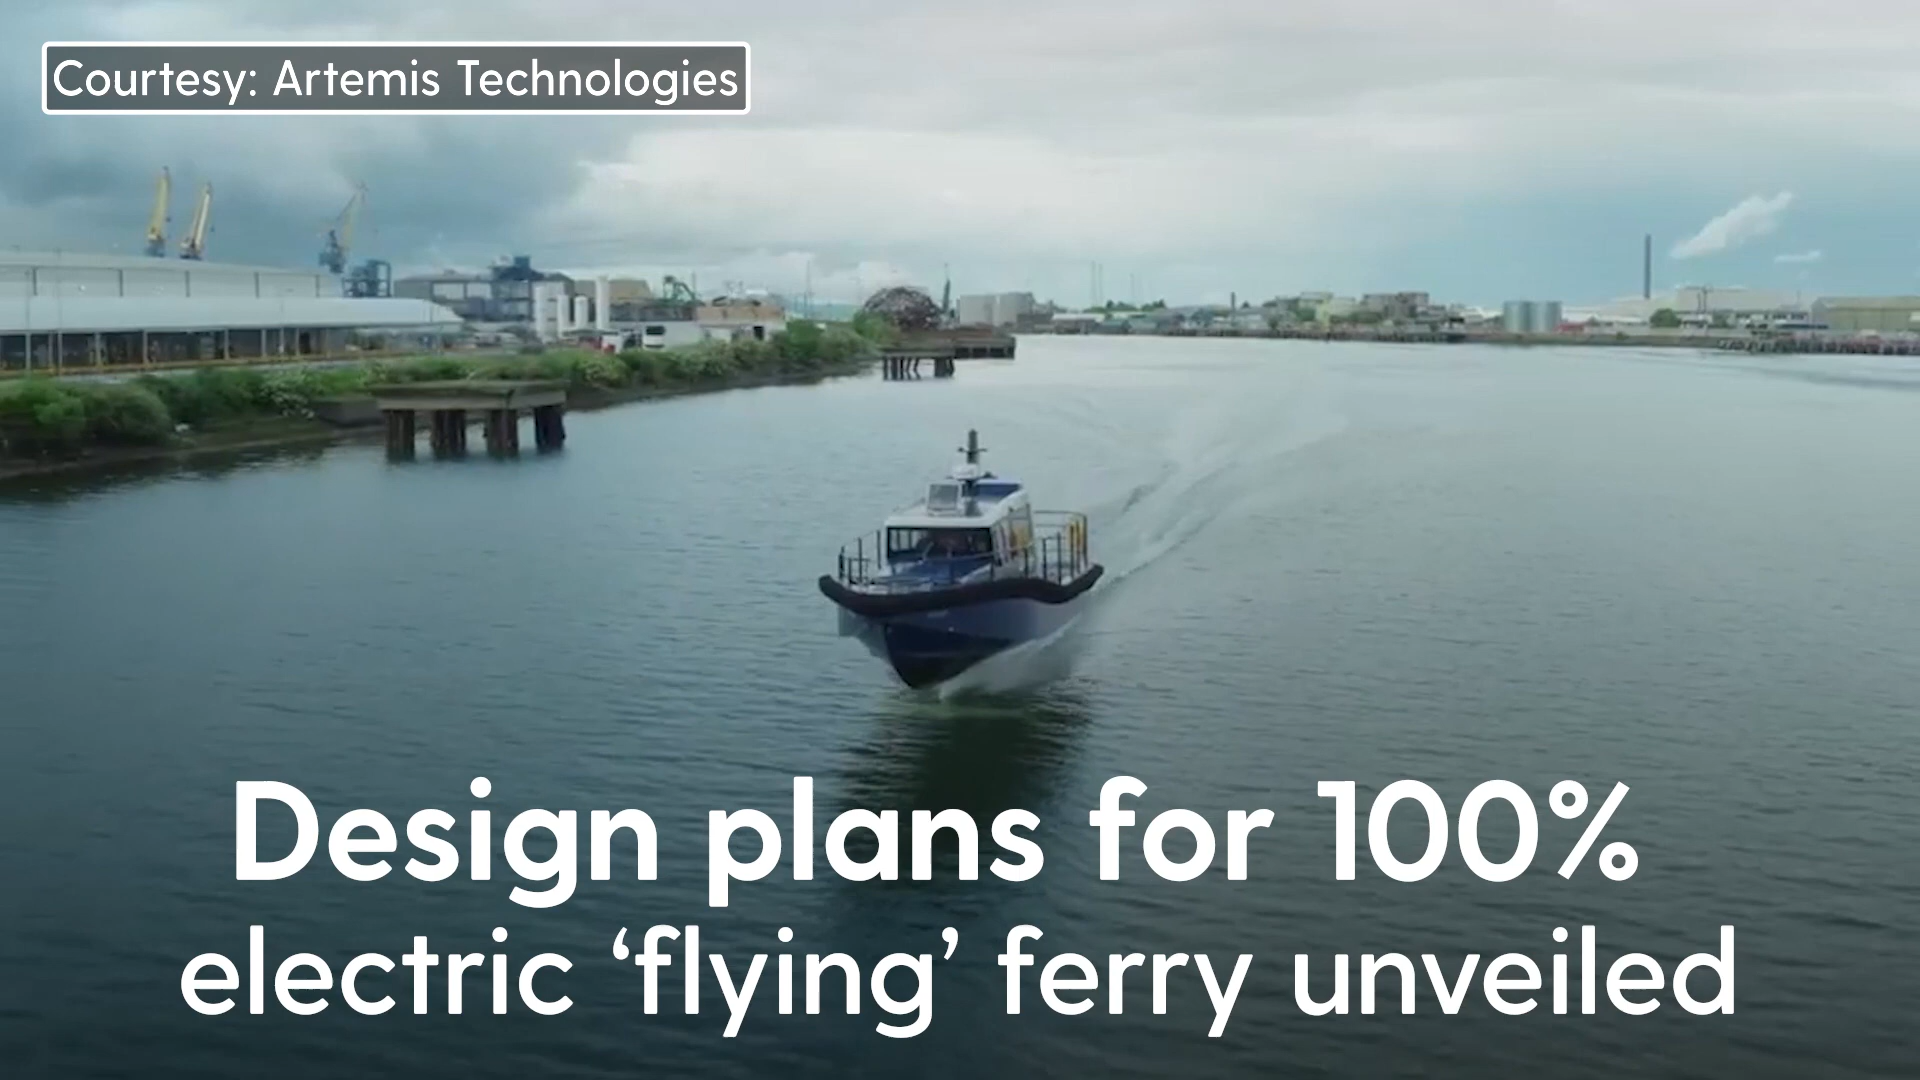 Courtesy: Artemis Technologies
Design plans for 100%
electric ‘flying’ ferry unveiled